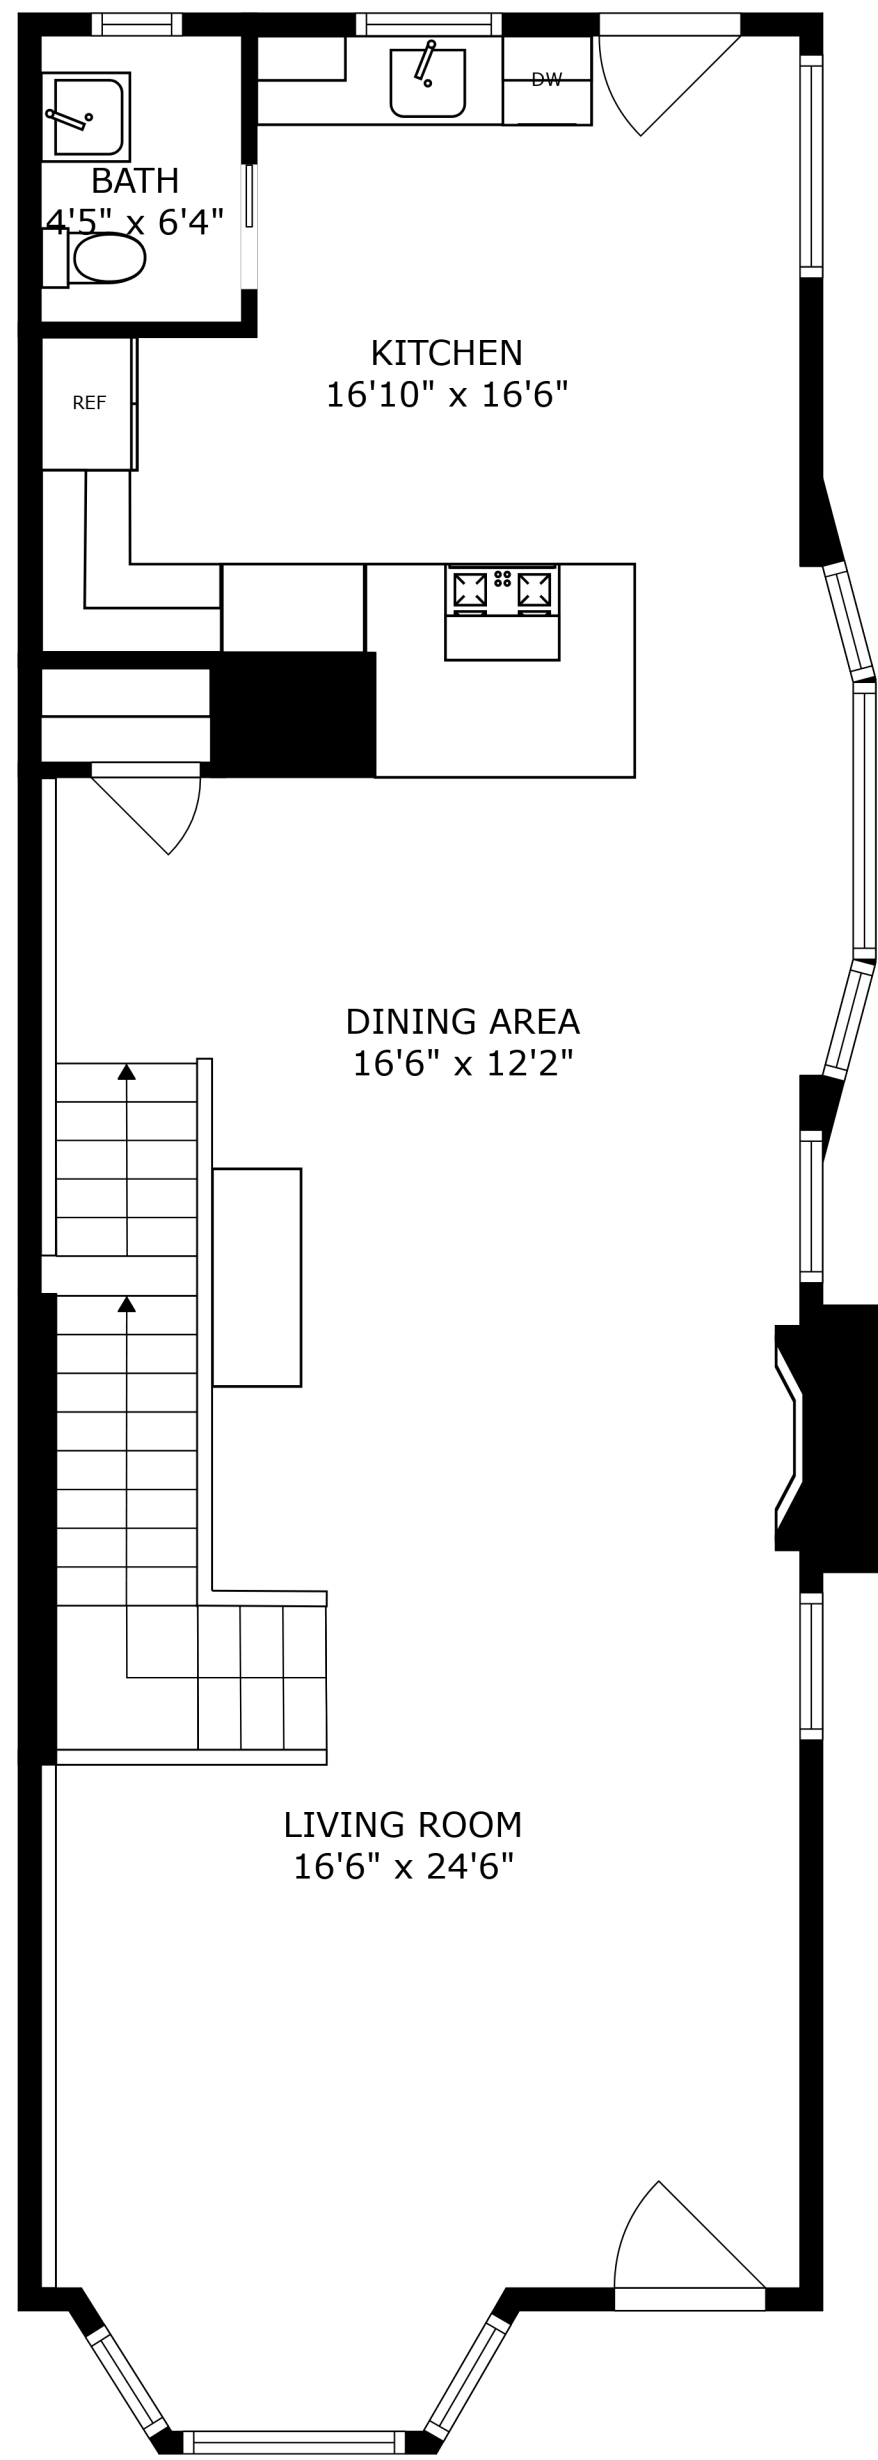 DW
BATH
4'5" x 6'4"
KITCHEN
16'10" x 16'6"
REF
DINING AREA
16'6" x 12'2"
LIVING ROOM
16'6" x 24'6"